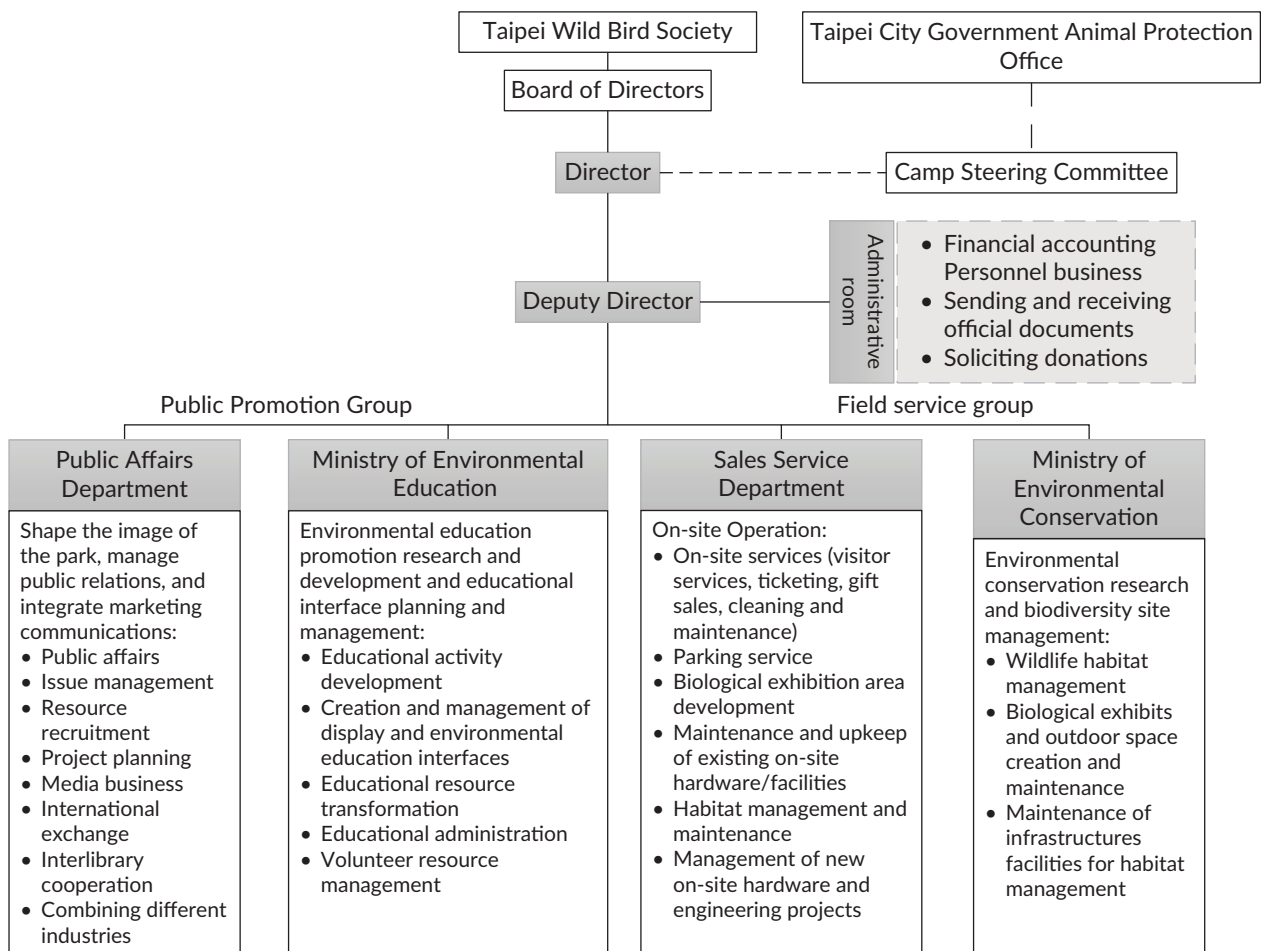 Taipei Wild Bird Society
Taipei City Government Animal Protection
Office
Board of Directors
Director
Camp Steering Committee
Administrative
room
• Financial accounting
Personnel business
• Sending and receiving
official documents
• Soliciting donations
Deputy Director
Public Promotion Group
Field service group
Public Affairs
Department
Shape the image of
the park, manage
public relations, and
integrate marketing
communications:
• Public affairs
• Issue management
• Resource
recruitment
• Project planning
• Media business
• International
exchange
• Interlibrary
cooperation
• Combining different
industries
Ministry of Environmental
Education
Environmental education
promotion research and
development and educational
interface planning and
management:
• Educational activity
development
• Creation and management of
display and environmental
education interfaces
• Educational resource
transformation
• Educational administration
• Volunteer resource
management
Sales Service
Department
On-site Operation:
• On-site services (visitor
services, ticketing, gift
sales, cleaning and
maintenance)
• Parking service
• Biological exhibition area
development
• Maintenance and upkeep
of existing on-site
hardware/facilities
• Habitat management and
maintenance
• Management of new
on-site hardware and
engineering projects
Ministry of
Environmental
Conservation
Environmental
conservation research
and biodiversity site
management:
• Wildlife habitat
management
• Biological exhibits
and outdoor space
creation and
maintenance
• Maintenance of
infrastructures
facilities for habitat
management